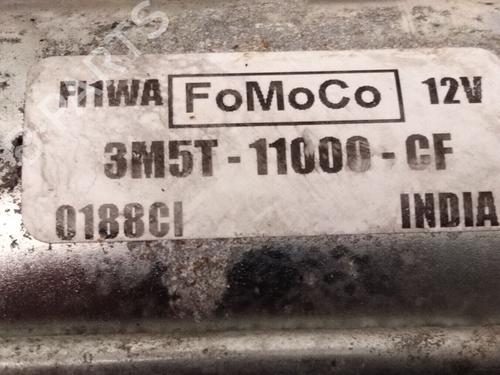 FI1WA FoMoCo 12V
3M5T-11000-CF
0188CI INDIA